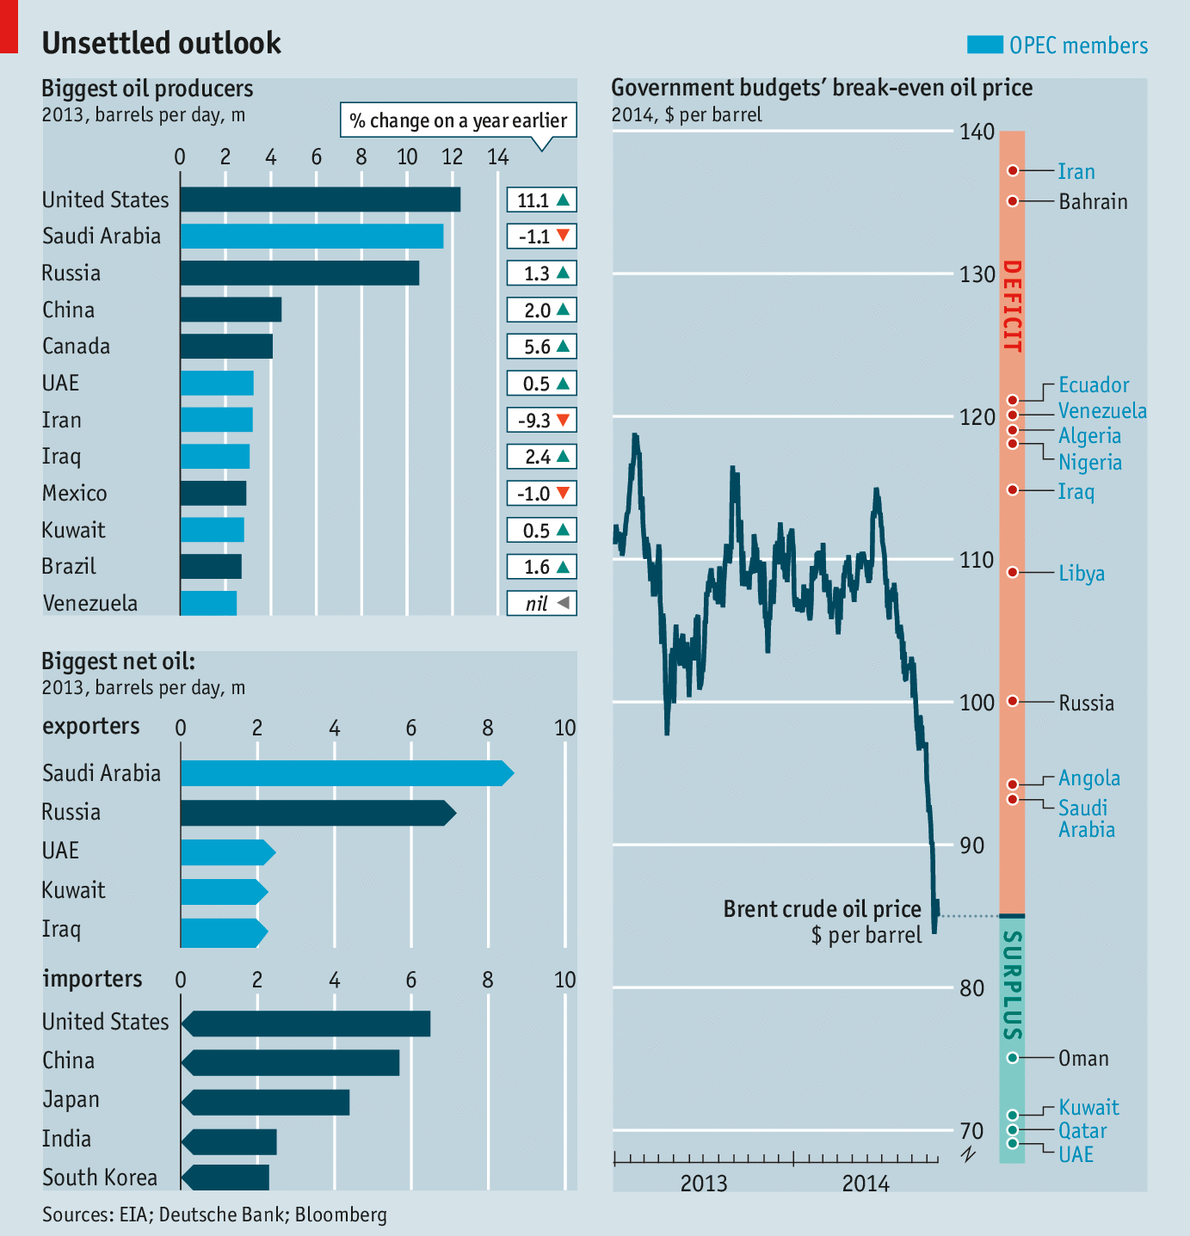 Unsettled outlook
OPEC members
Biggest oil producers
2013, barrels per day, m
% change on a year earlier
0 2 4 6 8 10 12 14
United States 11.1
Saudi Arabia -1.1
Russia 1.3
China 2.0
Canada 5.6
UAE 0.5
Iran -9.3
Iraq 2.4
Mexico -1.0
Kuwait 0.5
Brazil 1.6
Venezuela nil
Biggest net oil:
2013, barrels per day, m
exporters 0 2 4 6 8 10
Saudi Arabia
Russia
UAE
Kuwait
Iraq
importers 0 2 4 6 8 10
United States
China
Japan
India
South Korea
Government budgets’ break-even oil price
2014, $ per barrel
140
130
120
110
100
90
80
70
DEFICIT
SURPLUS
Iran
Bahrain
Ecuador
Venezuela
Algeria
Nigeria
Iraq
Libya
Russia
Angola
Saudi
Arabia
Oman
Kuwait
Qatar
UAE
Brent crude oil price
$ per barrel
2013 2014
Sources: EIA; Deutsche Bank; Bloomberg